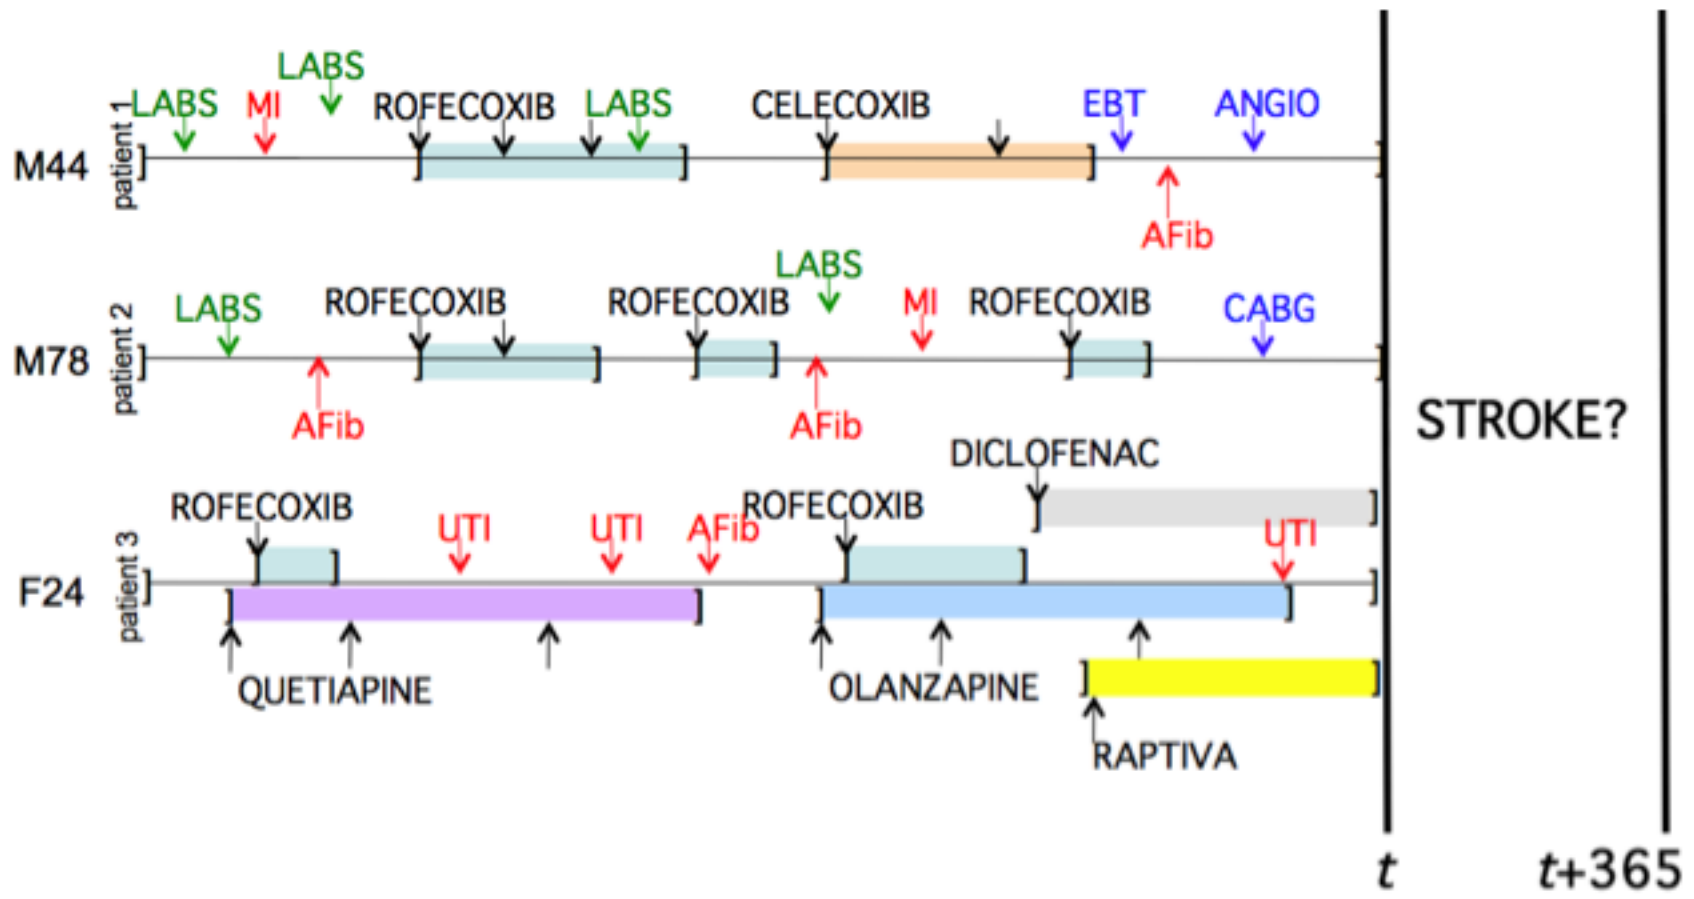 LABS
LABS MI ROFECOXIB LABS CELECOXIB EBT ANGIO
M44 patient 1
AFib
LABS
LABS ROFECOXIB ROFECOXIB MI ROFECOXIB CABG
M78 patient 2
AFib AFib
STROKE?
DICLOFENAC
ROFECOXIB UTI UTI AFib ROFECOXIB UTI
F24 patient 3
QUETIAPINE OLANZAPINE
RAPTIVA
t t+365